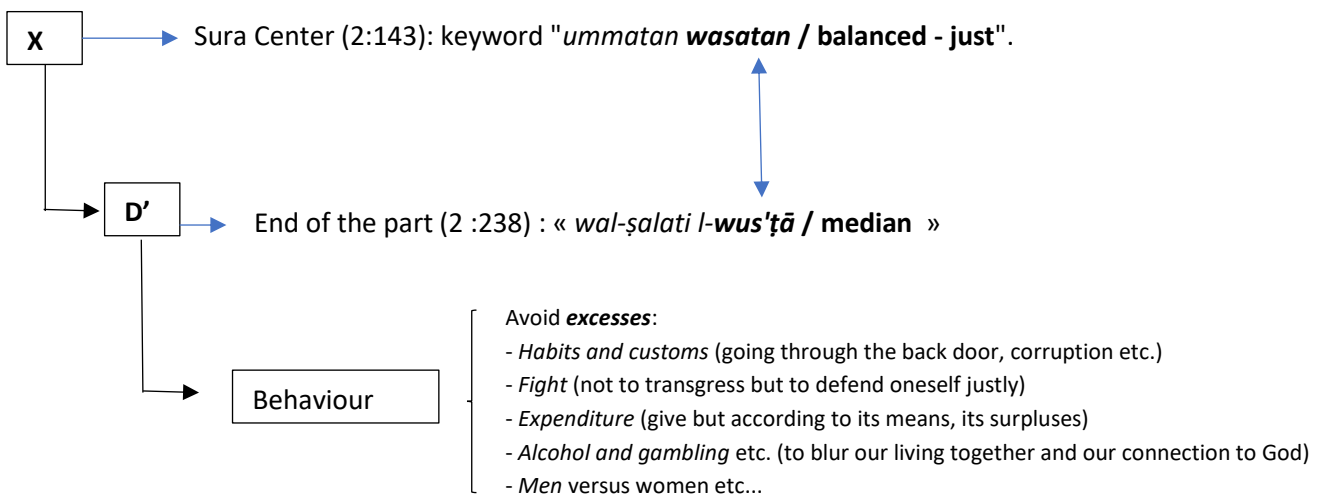 X
Sura Center (2:143): keyword "ummatan wasatan / balanced - just".
D’
End of the part (2 :238) : « wal-ṣalati l-wus'ṭā / median »
Behaviour
Avoid excesses:
- Habits and customs (going through the back door, corruption etc.)
- Fight (not to transgress but to defend oneself justly)
- Expenditure (give but according to its means, its surpluses)
- Alcohol and gambling etc. (to blur our living together and our connection to God)
- Men versus women etc...